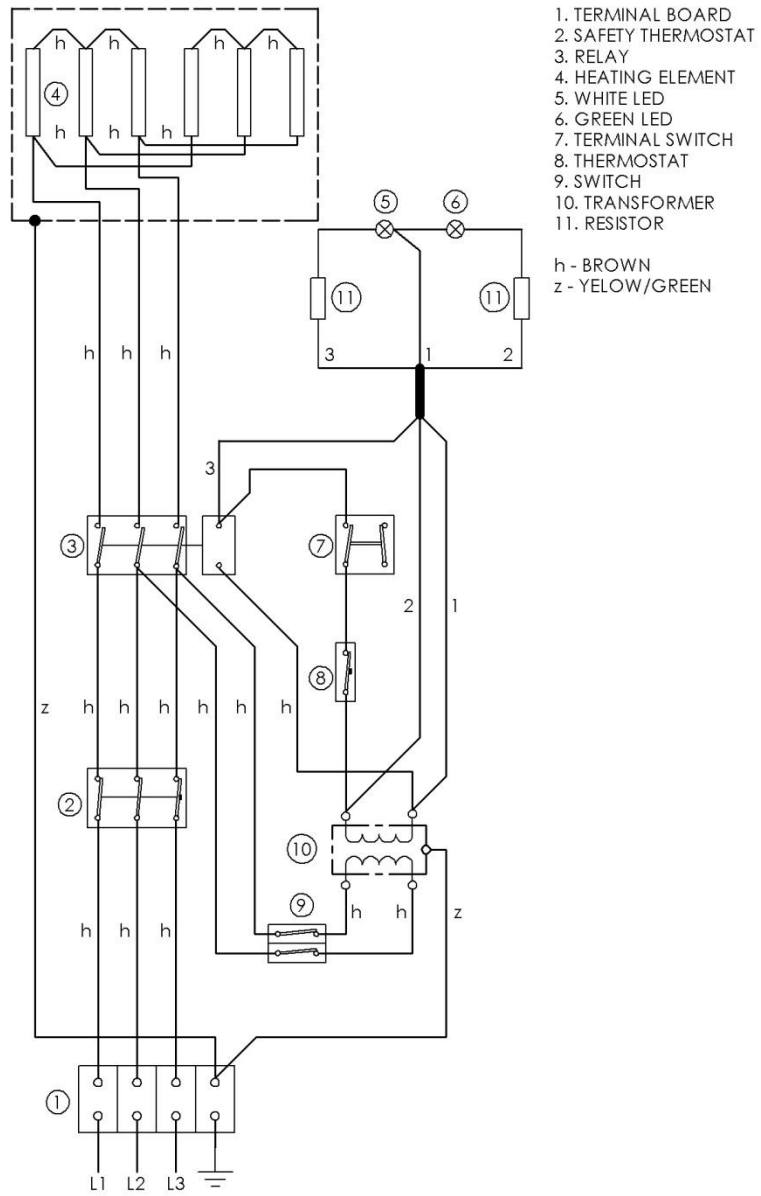 1. TERMINAL BOARD
2. SAFETY THERMOSTAT
3. RELAY
4. HEATING ELEMENT
5. WHITE LED
6. GREEN LED
7. TERMINAL SWITCH
8. THERMOSTAT
9. SWITCH
10. TRANSFORMER
11. RESISTOR
h - BROWN
z - YELOW/GREEN
h h h h
4
h h h
5 6
11 11
3 1 2
h h h
3
3 7
2 1
8
z h h h h h h
2
10
9
h h z
h h h
1
L1 L2 L3